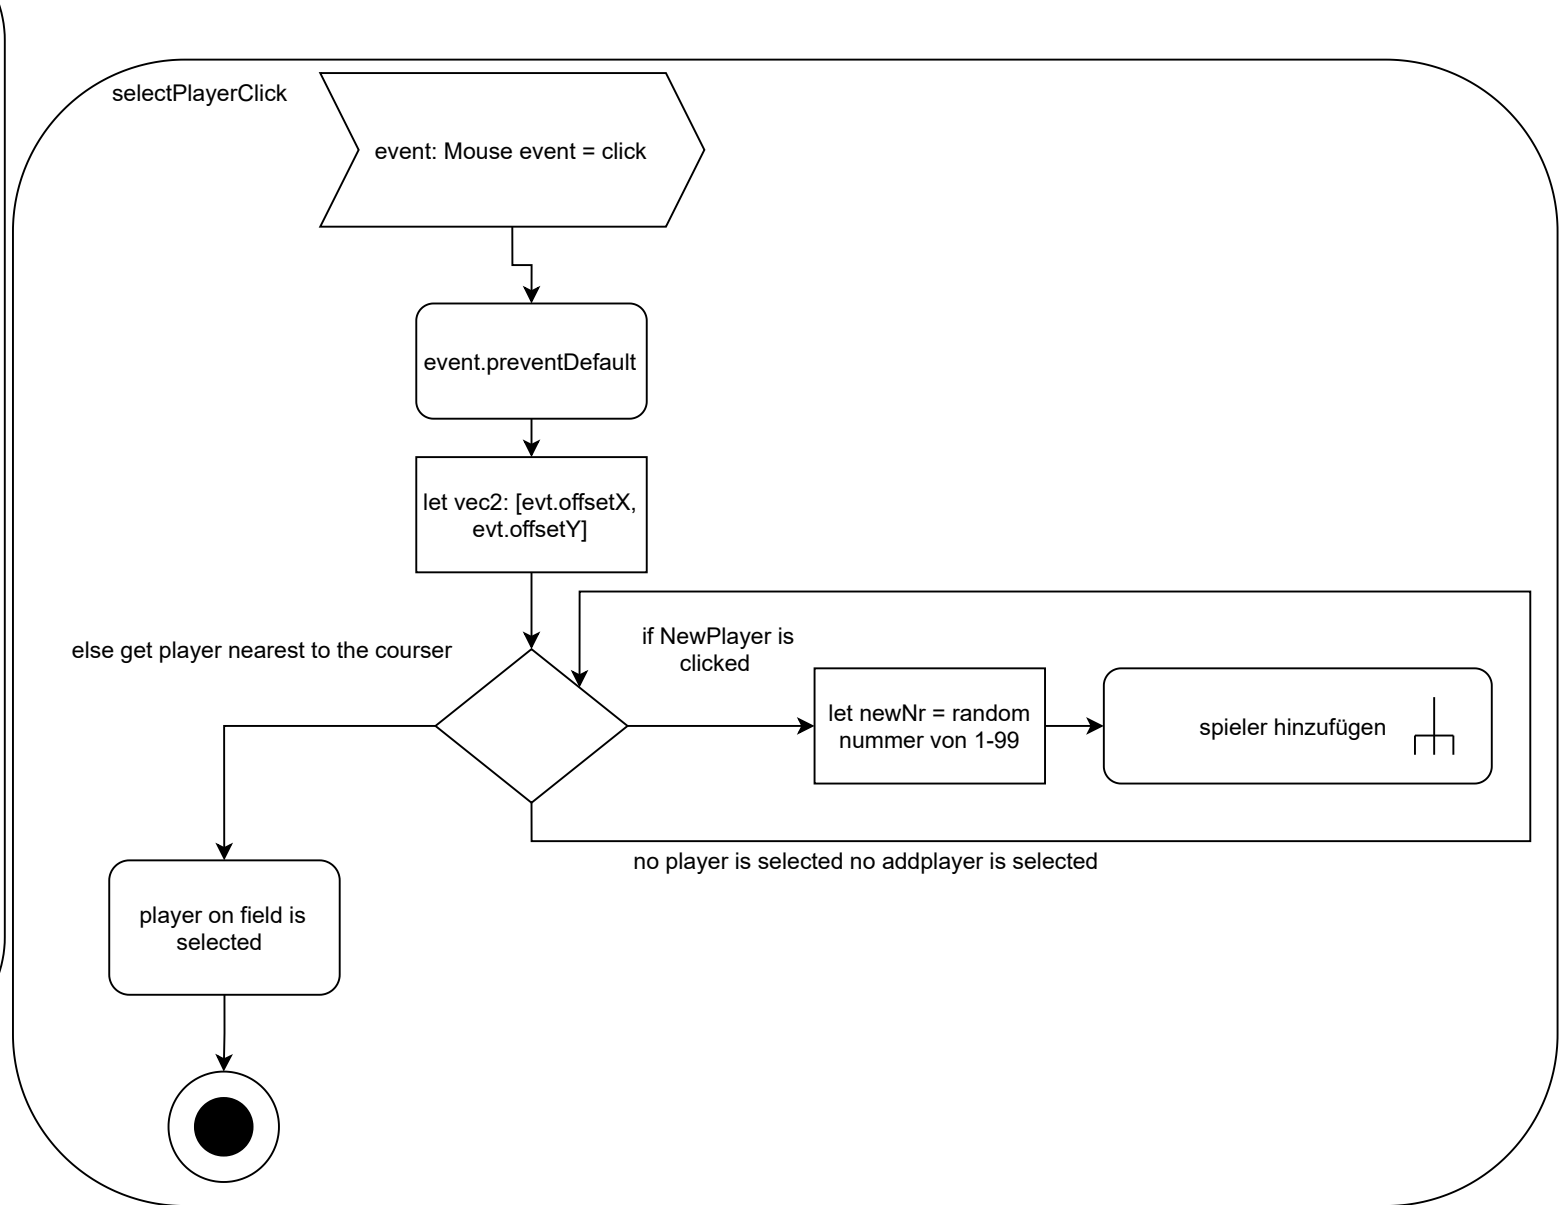 selectPlayerClick
event: Mouse event = click
event.preventDefault
let vec2: [evt.offsetX,
evt.offsetY]
else get player nearest to the courser
if NewPlayer is
clicked
let newNr = random
nummer von 1-99
spieler hinzufügen
no player is selected no addplayer is selected
player on field is
selected